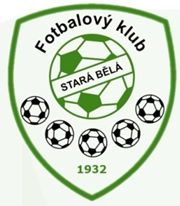 Fotbalový klub
STARÁ BĚLÁ
1932